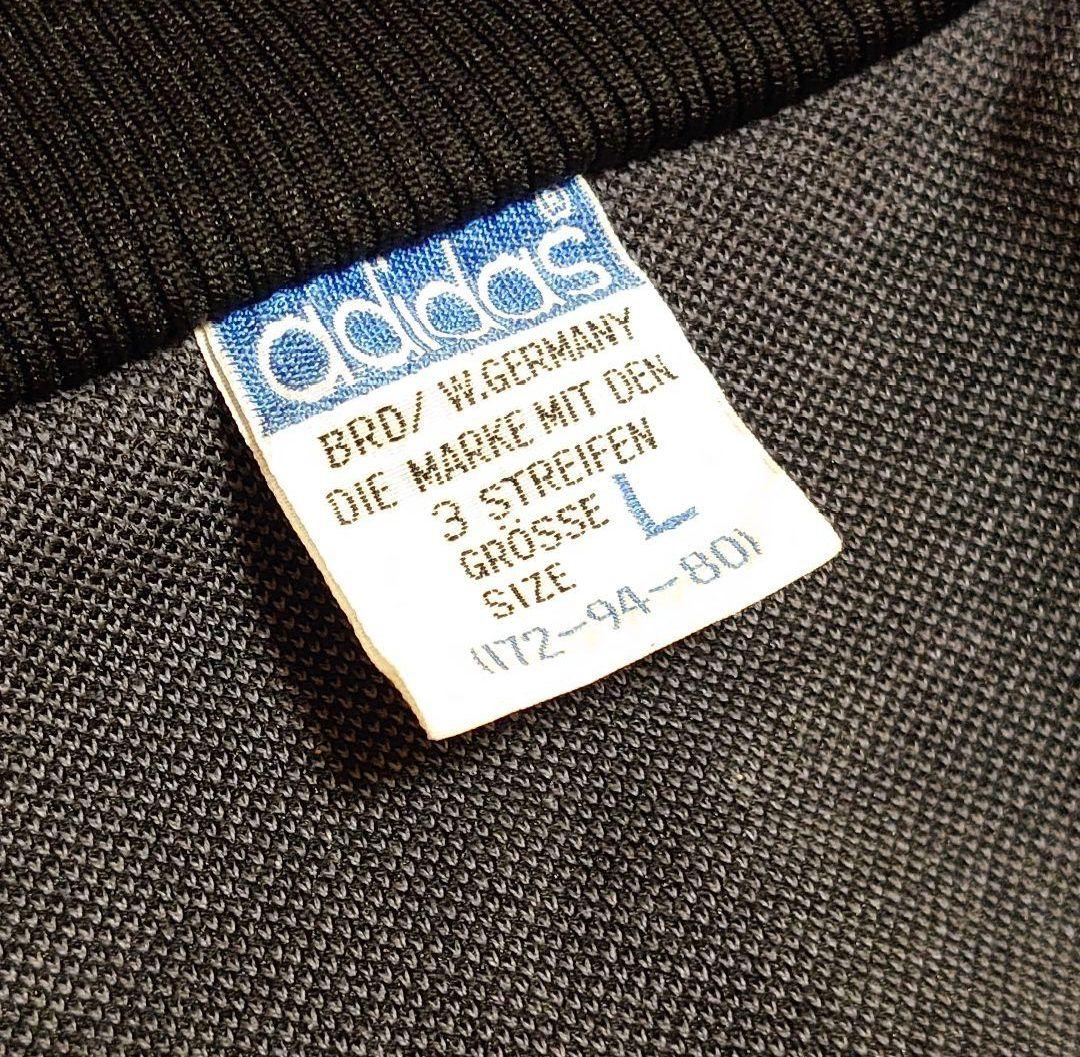 ®
adidas
BRD/ W.GERMANY
DIE MARKE MIT DEN
3 STREIFEN
GRÖSSE L
SIZE
(172-94-80)